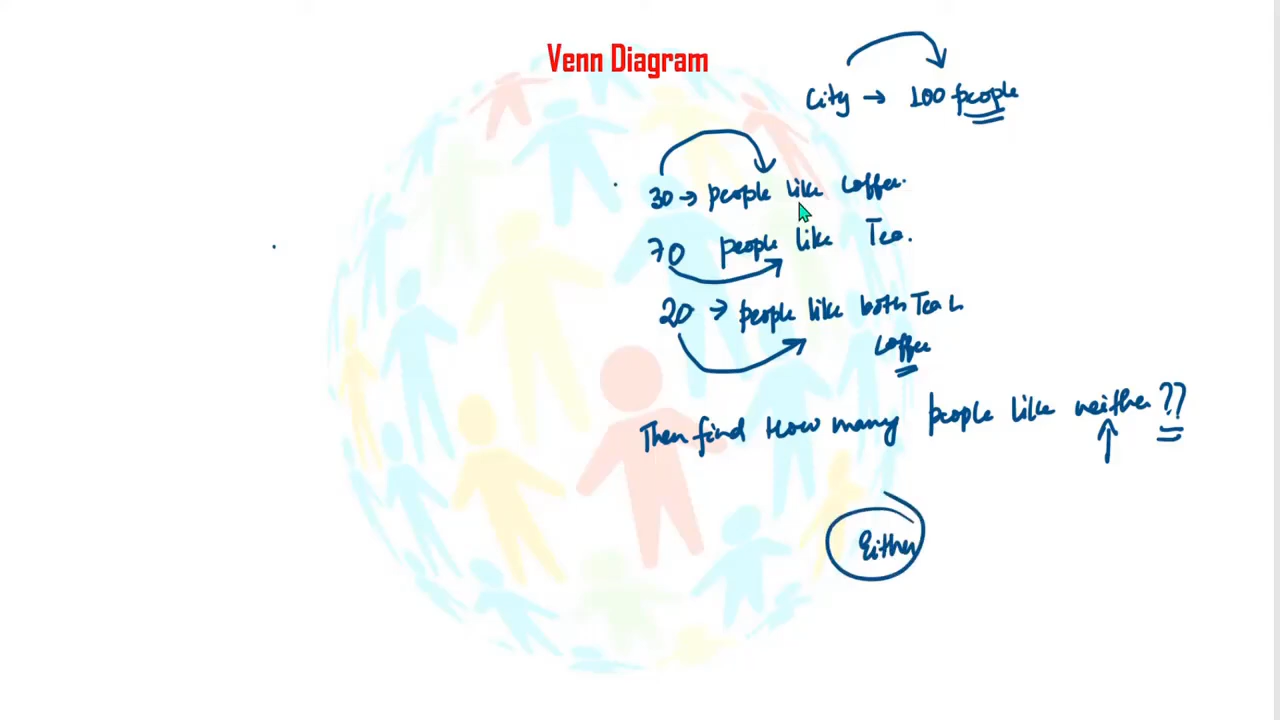 Venn Diagram
City → 100 people
30 → people like Coffee.
70 people like Tea.
20 → people like both Tea &
Coffee
Then find How many people like neither ??
Either